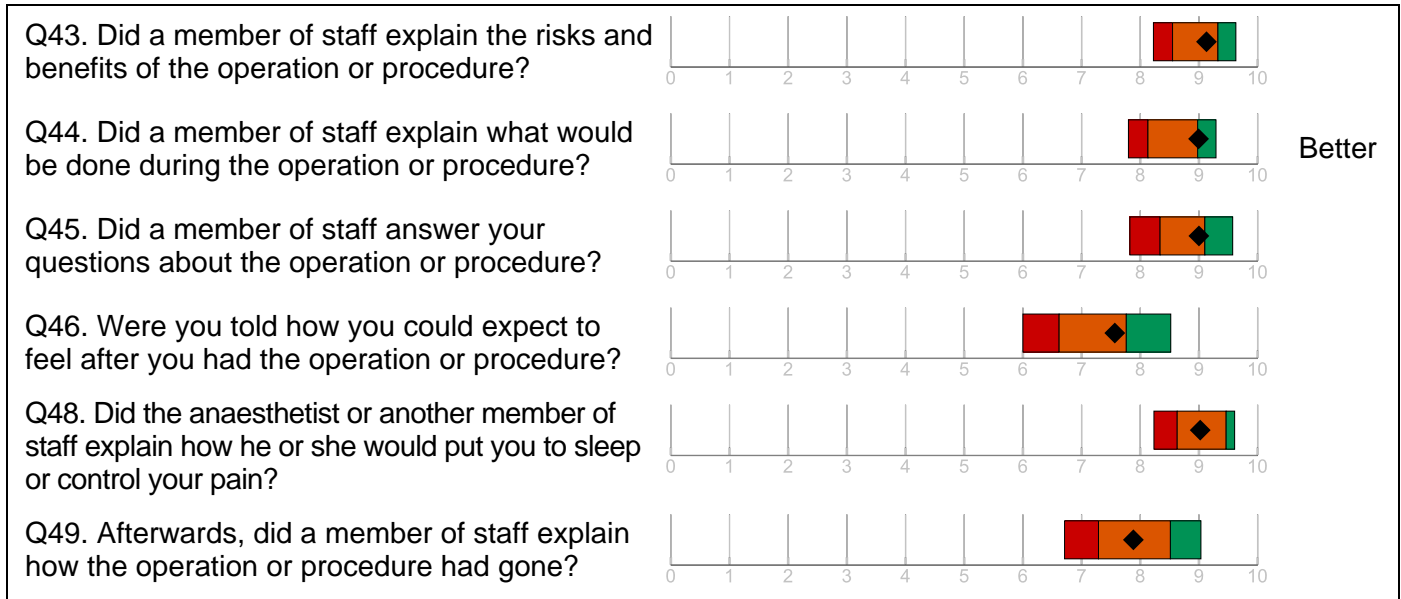 Q43. Did a member of staff explain the risks and
benefits of the operation or procedure?
0 1 2 3 4 5 6 7 8 9 10
Q44. Did a member of staff explain what would
be done during the operation or procedure?
0 1 2 3 4 5 6 7 8 9 10
Better
Q45. Did a member of staff answer your
questions about the operation or procedure?
0 1 2 3 4 5 6 7 8 9 10
Q46. Were you told how you could expect to
feel after you had the operation or procedure?
0 1 2 3 4 5 6 7 8 9 10
Q48. Did the anaesthetist or another member of
staff explain how he or she would put you to sleep
or control your pain?
0 1 2 3 4 5 6 7 8 9 10
Q49. Afterwards, did a member of staff explain
how the operation or procedure had gone?
0 1 2 3 4 5 6 7 8 9 10